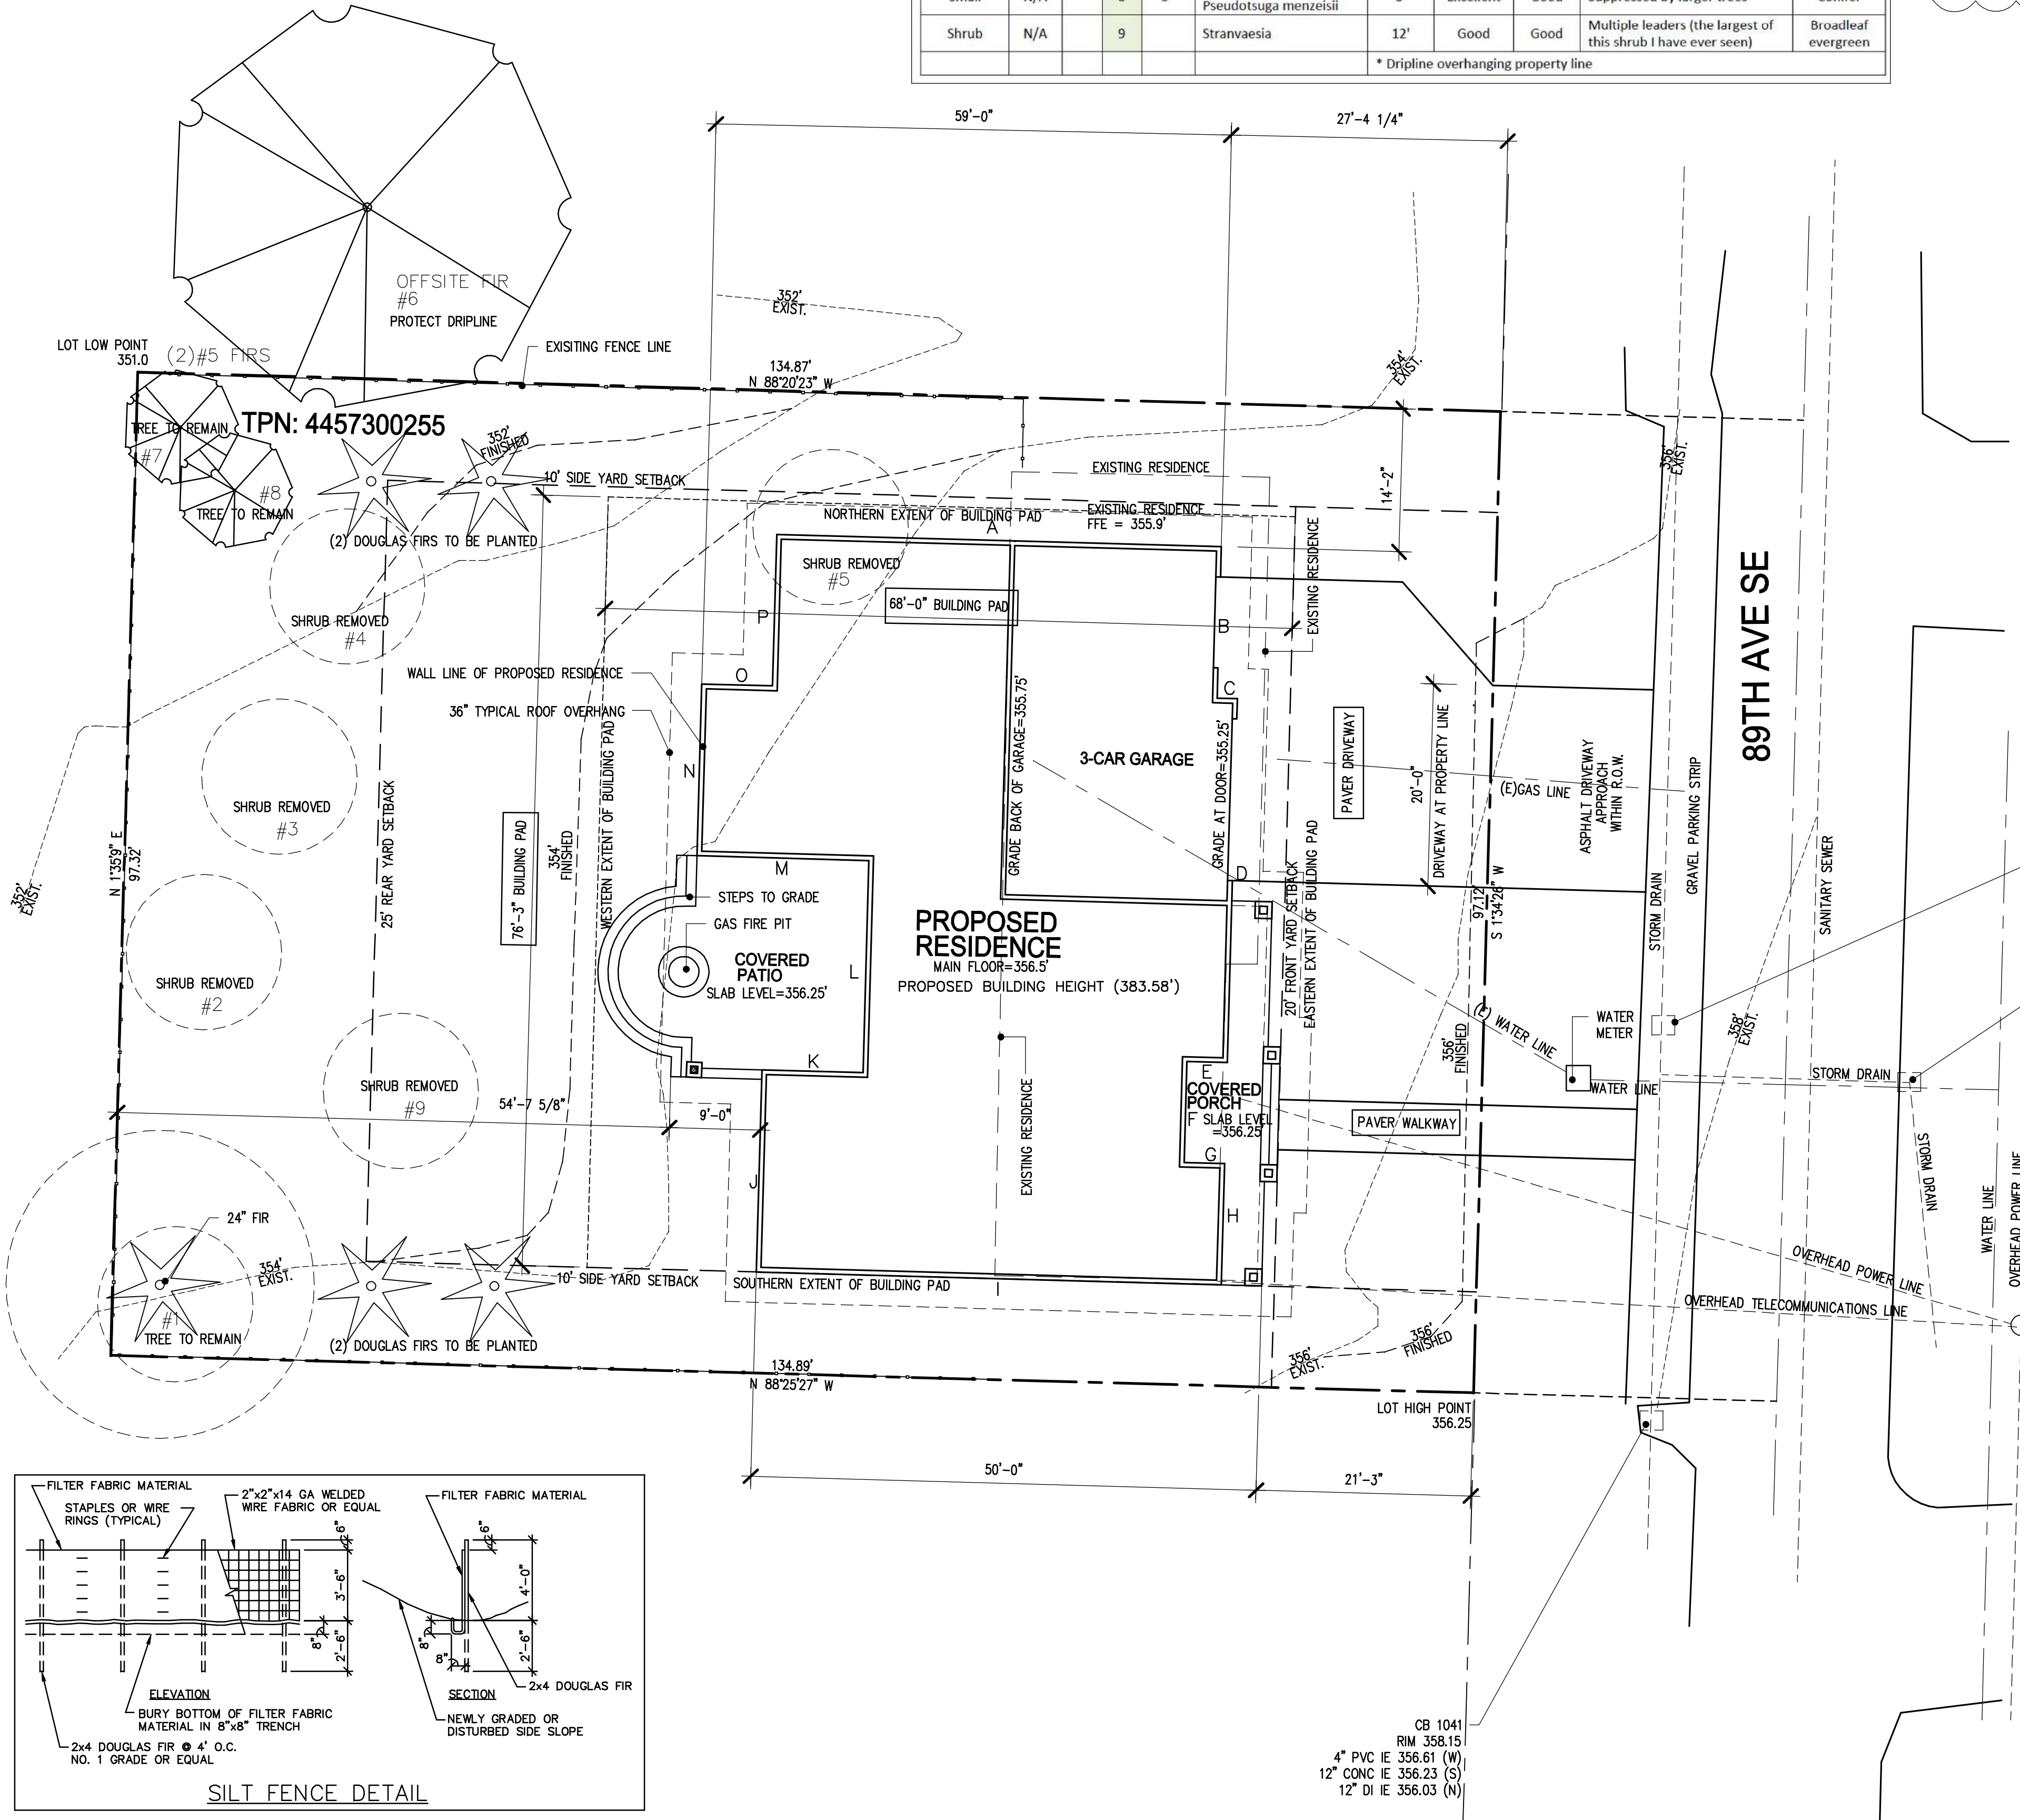 Pseudotsuga menzeisii
Shrub N/A 9 Stranvaesia 12' Good Good Multiple leaders (the largest of this shrub I have ever seen) Broadleaf evergreen
* Dripline overhanging property line
59'-0"
27'-4 1/4"
OFFSITE FIR
#6
PROTECT DRIPLINE
352'
EXIST.
354'
EXIST.
LOT LOW POINT
351.0
(2)#5 FIRS
EXISITING FENCE LINE
134.87'
N 88°20'23" W
TREE TO REMAIN
#7
TPN: 4457300255
352'
FINISHED
#8
TREE TO REMAIN
10' SIDE YARD SETBACK
(2) DOUGLAS FIRS TO BE PLANTED
EXISTING RESIDENCE
NORTHERN EXTENT OF BUILDING PAD
A
EXISTING RESIDENCE
FFE = 355.9'
14'-2"
356'
EXIST.
SHRUB REMOVED
#5
68'-0" BUILDING PAD
P
B
EXISTING RESIDENCE
SHRUB REMOVED
#4
89TH AVE SE
WALL LINE OF PROPOSED RESIDENCE
O
36" TYPICAL ROOF OVERHANG
C
N
WESTERN EXTENT OF BUILDING PAD
GRADE BACK OF GARAGE=355.75'
3-CAR GARAGE
GRADE AT DOOR=355.25'
PAVER DRIVEWAY
20'-0"
DRIVEWAY AT PROPERTY LINE
(E)GAS LINE
ASPHALT DRIVEWAY
APPROACH
WITHIN R.O.W.
GRAVEL PARKING STRIP
SHRUB REMOVED
#3
25' REAR YARD SETBACK
76'-3" BUILDING PAD
354'
FINISHED
N 1°35'9" E
97.32'
352'
EXIST.
M
D
STEPS TO GRADE
GAS FIRE PIT
COVERED
PATIO
SLAB LEVEL=356.25'
L
PROPOSED
RESIDENCE
MAIN FLOOR=356.5'
PROPOSED BUILDING HEIGHT (383.58')
20' FRONT YARD SETBACK
EASTERN EXTENT OF BUILDING PAD
97.12'
S 1°34'26" W
STORM DRAIN
SANITARY SEWER
SHRUB REMOVED
#2
(E) WATER LINE
WATER
METER
358'
EXIST.
356'
FINISHED
WATER LINE
STORM DRAIN
K
E
COVERED
PORCH
F SLAB LEVEL
=356.25'
G
PAVER WALKWAY
SHRUB REMOVED
#9
54'-7 5/8"
9'-0"
EXISTING RESIDENCE
J
H
STORM DRAIN
WATER LINE
OVERHEAD POWER LINE
24" FIR
354'
EXIST.
#1
TREE TO REMAIN
10' SIDE YARD SETBACK
SOUTHERN EXTENT OF BUILDING PAD
OVERHEAD POWER LINE
OVERHEAD TELECOMMUNICATIONS LINE
(2) DOUGLAS FIRS TO BE PLANTED
356'
EXIST.
356'
FINISHED
134.89'
N 88°25'27" W
LOT HIGH POINT
356.25
50'-0"
21'-3"
FILTER FABRIC MATERIAL
STAPLES OR WIRE
RINGS (TYPICAL)
2"x2"x14 GA WELDED
WIRE FABRIC OR EQUAL
6"
3'-6"
8"
2'-6"
ELEVATION
BURY BOTTOM OF FILTER FABRIC
MATERIAL IN 8"x8" TRENCH
2x4 DOUGLAS FIR @ 4' O.C.
NO. 1 GRADE OR EQUAL
FILTER FABRIC MATERIAL
6"
4'-0"
8"
8"
2'-6"
2x4 DOUGLAS FIR
SECTION
NEWLY GRADED OR
DISTURBED SIDE SLOPE
SILT FENCE DETAIL
CB 1041
RIM 358.15
4" PVC IE 356.61 (W)
12" CONC IE 356.23 (S)
12" DI IE 356.03 (N)